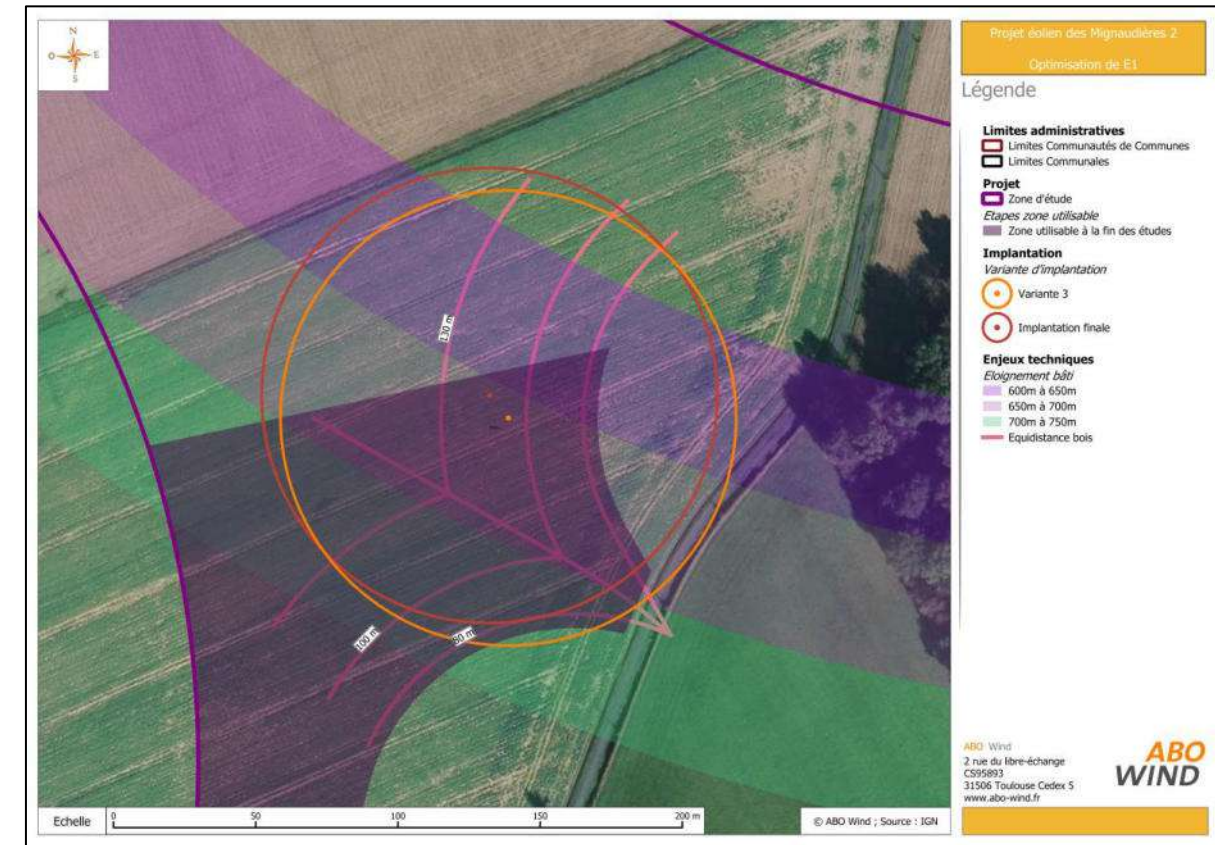 N
O E
S
130 m
100 m
80 m
Echelle
0 50 100 150 200 m
© ABO Wind ; Source : IGN
Projet éolien des Mignaudières 2
Optimisation de E1
Légende
Limites administratives
Limites Communautés de Communes
Limites Communales
Projet
Zone d'étude
Etapes zone utilisable
Zone utilisable à la fin des études
Implantation
Variante d'implantation
Variante 3
Implantation finale
Enjeux techniques
Eloignement bâti
600m à 650m
650m à 700m
700m à 750m
Equidistance bois
ABO Wind
2 rue du libre-échange
CS95893
31506 Toulouse Cedex 5
www.abo-wind.fr
ABO
WIND